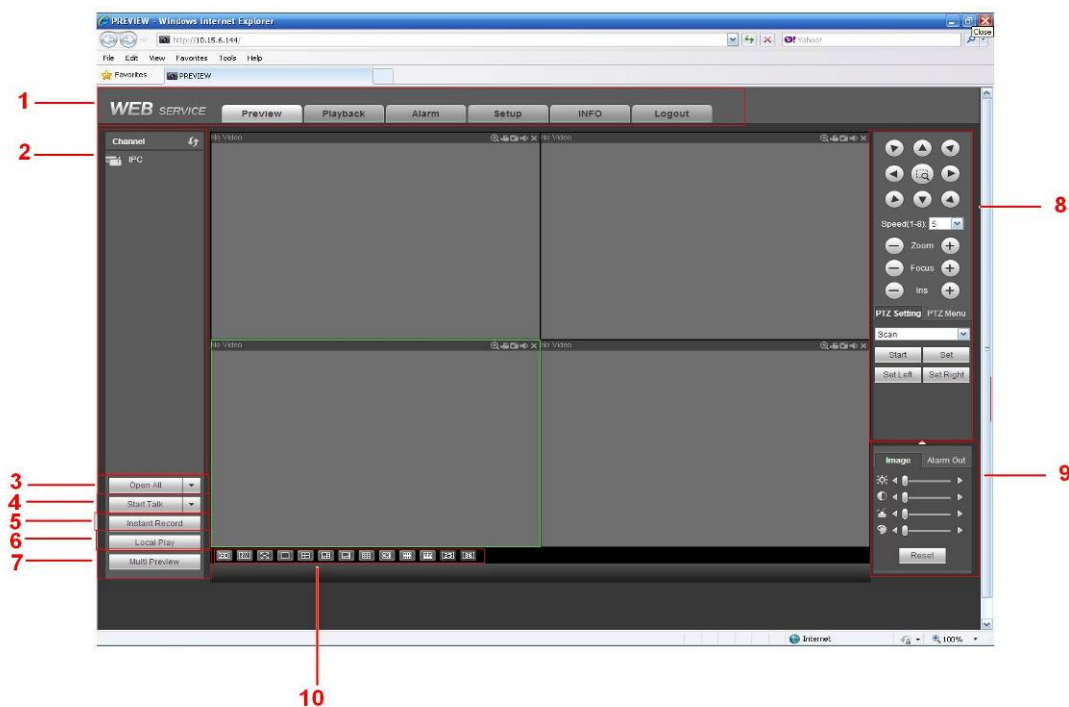 PREVIEW - Windows Internet Explorer
Close
http://10.15.6.144/
Yahoo!
File Edit View Favorites Tools Help
Favorites PREVIEW
1
WEB SERVICE Preview Playback Alarm Setup INFO Logout
2
Channel
IPC
No Video
No Video
8
Speed(1-8): 5
Zoom
Focus
Iris
PTZ Setting PTZ Menu
Scan
Start Set
Set Left Set Right
No Video
No Video
9
Image Alarm Out
Reset
3
Open All
4
Start Talk
5
Instant Record
6
Local Play
7
Multi Preview
25 36
Internet 100%
10